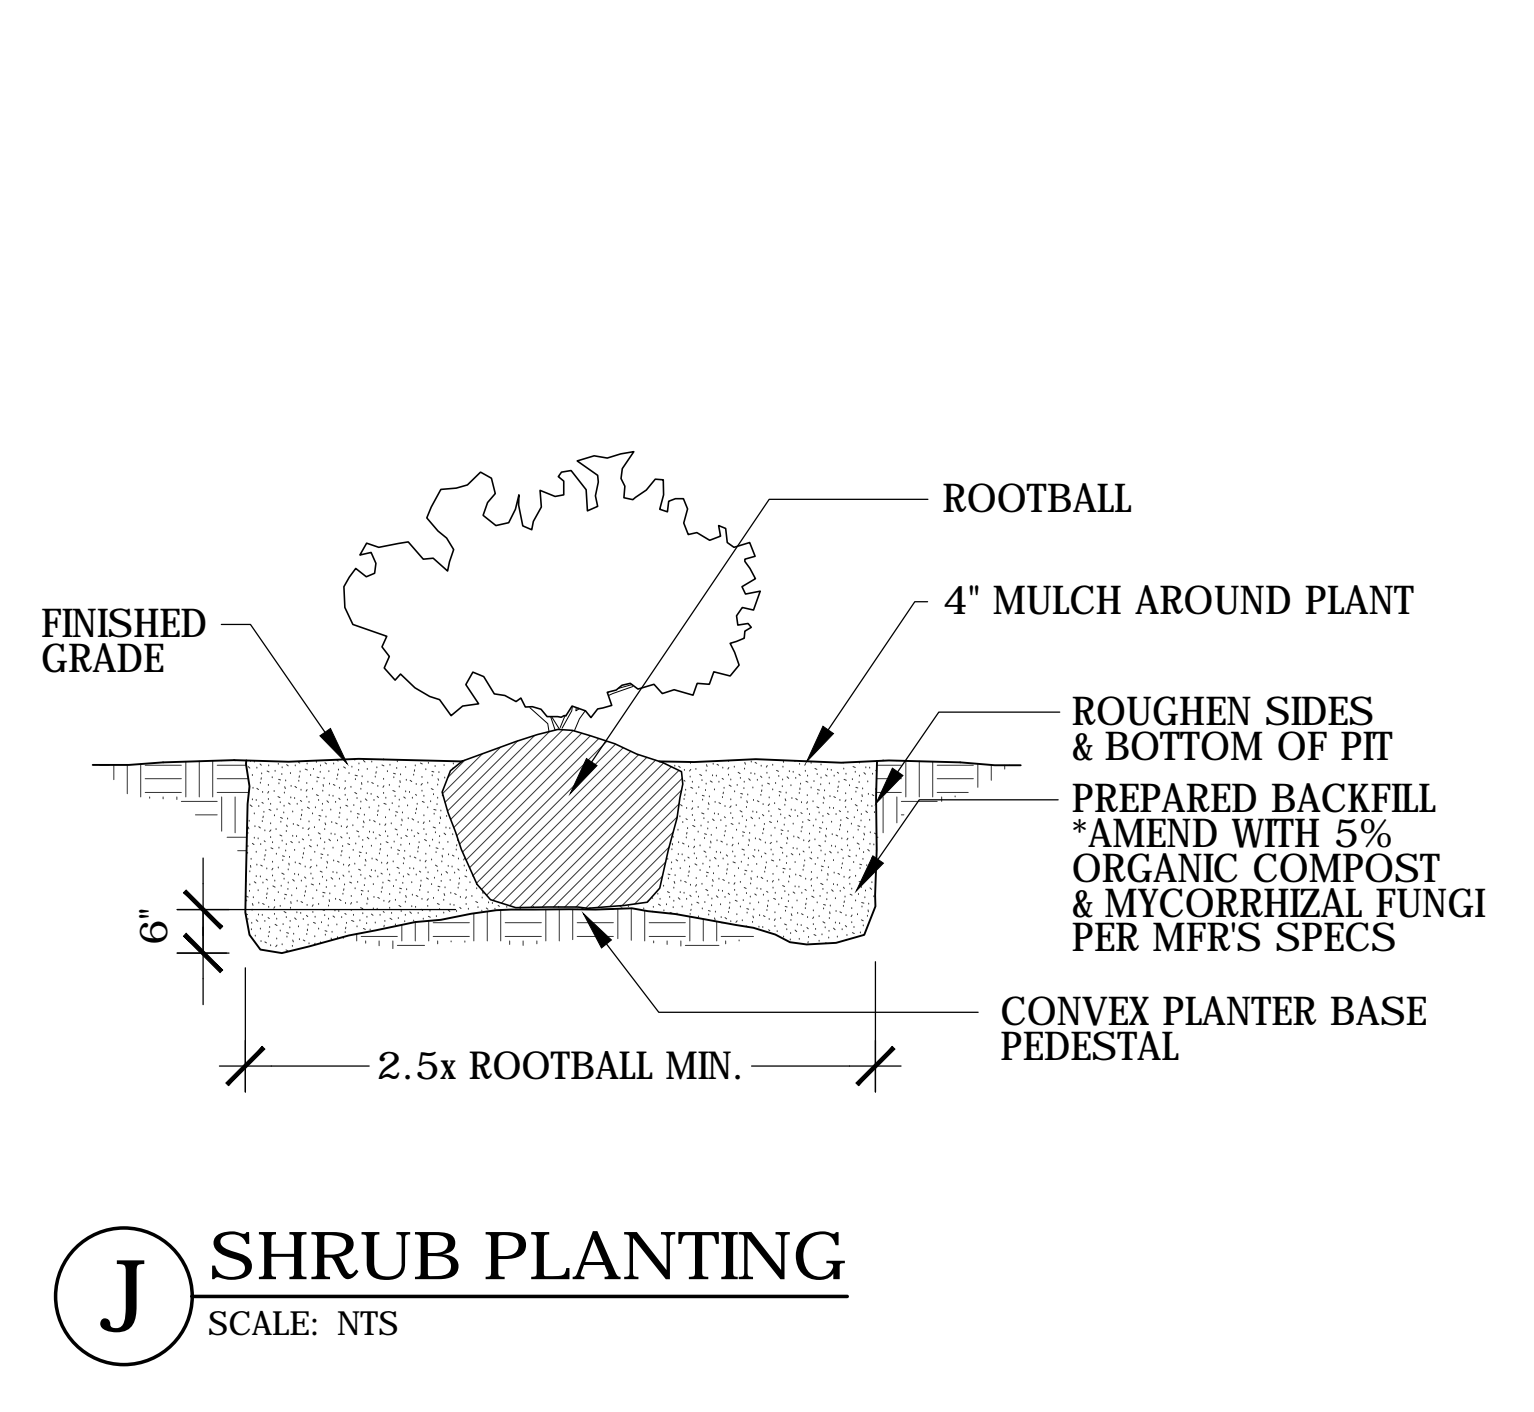 ROOTBALL
4" MULCH AROUND PLANT
FINISHED
GRADE
ROUGHEN SIDES
& BOTTOM OF PIT
PREPARED BACKFILL
*AMEND WITH 5%
ORGANIC COMPOST
& MYCORRHIZAL FUNGI
PER MFR'S SPECS
6"
CONVEX PLANTER BASE
PEDESTAL
2.5x ROOTBALL MIN.
J
SHRUB PLANTING
SCALE: NTS